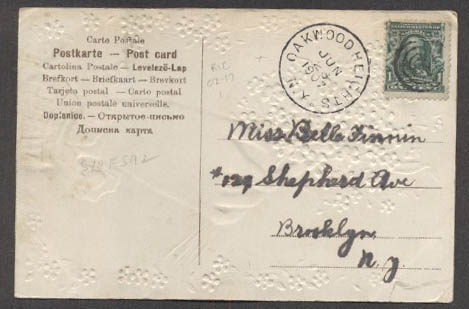 Carte Postale
Postkarte — Post card
Cartolina Postale — Levelező-Lap
Brefkort — Briefkaart — Brevkort
Tarjeta postal — Carto postal
Union postale universelle.
Dopisnice. — Открытое письмо
Дописна карта
RIC
OAKWOOD HEIGHTS N.Y.
JUN
Miss Belle Finnin
#129 Shepherd Ave
Brooklyn
N.Y.